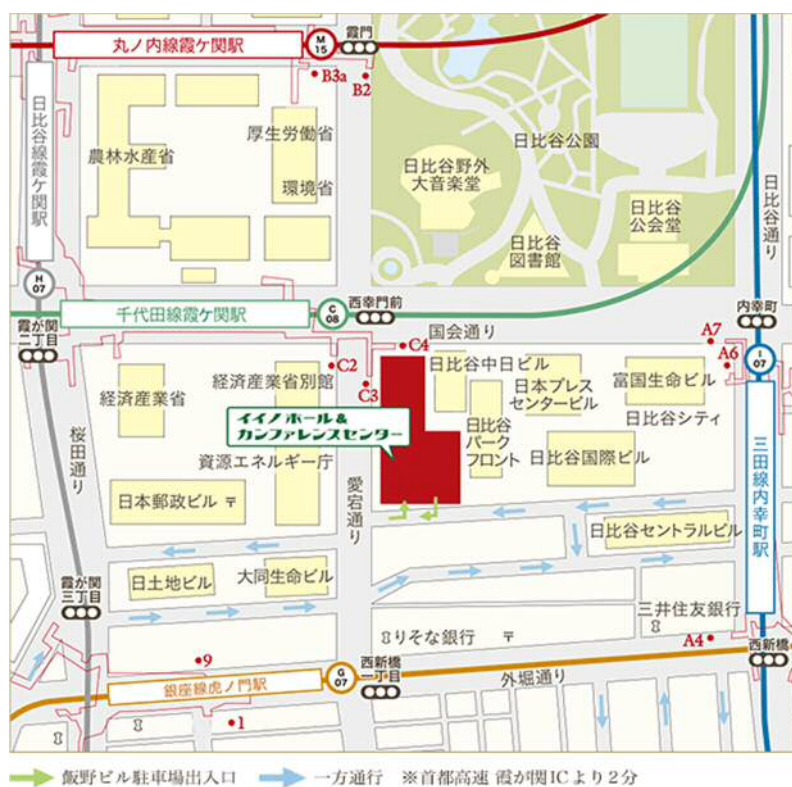 丸ノ内線霞ケ関駅
M
15
霞門
B3a
B2
日比谷線霞ケ関駅
農林水産省
厚生労働省
環境省
日比谷公園
日比谷野外
大音楽堂
日比谷
図書館
日比谷
公会堂
日比谷通り
H
07
千代田線霞ケ関駅
C
08
西幸門前
国会通り
内幸町
霞が関
二丁目
C4
C2
C3
A7
A6
I
07
経済産業省
経済産業省別館
日比谷中日ビル
日本プレス
センタービル
富国生命ビル
日比谷シティ
イイノホール&
カンファレンスセンター
日比谷
パーク
フロント
日比谷国際ビル
桜田通り
資源エネルギー庁
日本郵政ビル 〒
愛宕通り
三田線内幸町駅
日比谷セントラルビル
霞が関
三丁目
日土地ビル
大同生命ビル
三井住友銀行
りそな銀行
〒
A4
西新橋
9
銀座線虎ノ門駅
G
07
西新橋
一丁目
外堀通り
1
飯野ビル駐車場出入口
一方通行
※首都高速 霞が関ICより2分